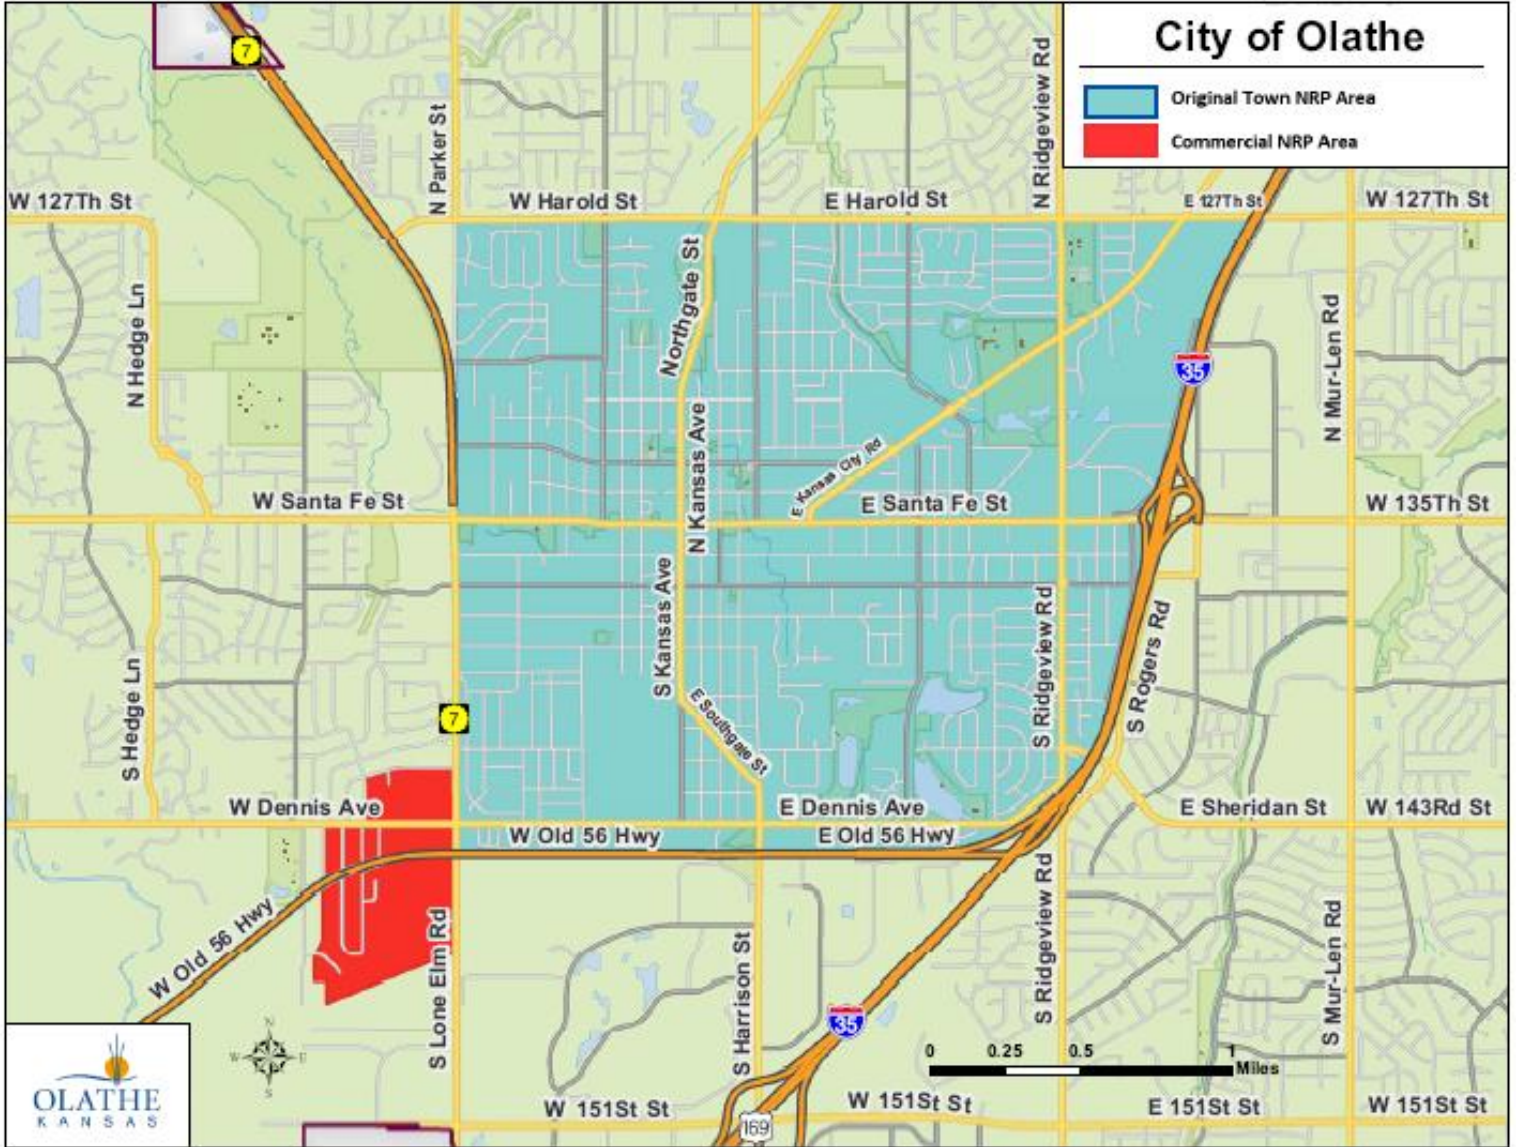 City of Olathe
Original Town NRP Area
Commercial NRP Area
7
N Parker St
N Ridgeview Rd
W 127Th St
W Harold St
E Harold St
E 127Th St
W 127Th St
Northgate St
N Hedge Ln
N Mur-Len Rd
35
N Kansas Ave
E Kansas City Rd
W Santa Fe St
E Santa Fe St
W 135Th St
S Kansas Ave
S Ridgeview Rd
S Rogers Rd
S Hedge Ln
E Southgate St
7
W Dennis Ave
E Dennis Ave
E Sheridan St
W 143Rd St
W Old 56 Hwy
E Old 56 Hwy
W Old 56 Hwy
S Lone Elm Rd
S Harrison St
S Ridgeview Rd
S Mur-Len Rd
35
N
W E
S
0 0.25 0.5 1
Miles
OLATHE
KANSAS
W 151St St
W 151St St
E 151St St
W 151St St
169